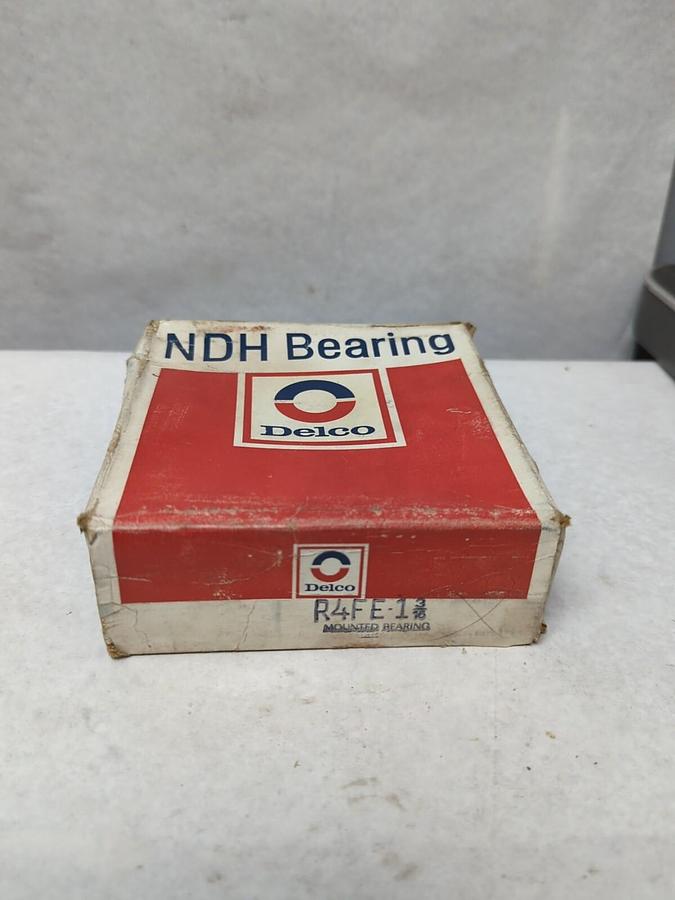 NDH Bearing
Delco
Delco
R4FE-1 3/16
MOUNTED BEARING